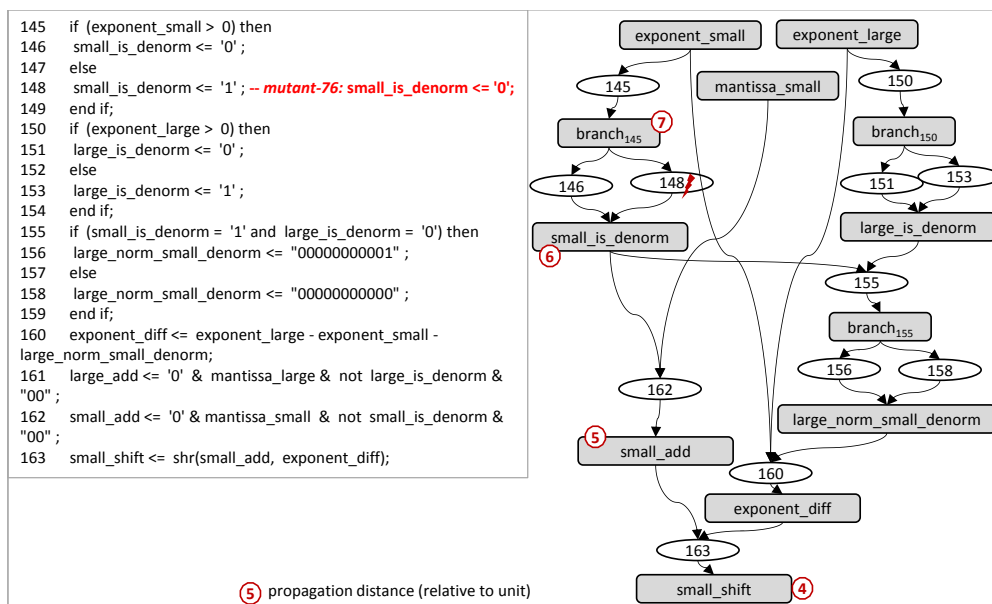 145 if (exponent_small > 0) then
146 small_is_denorm <= '0' ;
147 else
148 small_is_denorm <= '1' ; -- mutant-76: small_is_denorm <= '0';
149 end if;
150 if (exponent_large > 0) then
151 large_is_denorm <= '0' ;
152 else
153 large_is_denorm <= '1' ;
154 end if;
155 if (small_is_denorm = '1' and large_is_denorm = '0') then
156 large_norm_small_denorm <= "00000000001" ;
157 else
158 large_norm_small_denorm <= "00000000000" ;
159 end if;
160 exponent_diff <= exponent_large - exponent_small -
large_norm_small_denorm;
161 large_add <= '0' & mantissa_large & not large_is_denorm &
"00" ;
162 small_add <= '0' & mantissa_small & not small_is_denorm &
"00" ;
163 small_shift <= shr(small_add, exponent_diff);
exponent_small
exponent_large
145
mantissa_small
150
branch145
7
branch150
146
148
151
153
small_is_denorm
6
large_is_denorm
155
branch155
156
158
162
large_norm_small_denorm
5
small_add
160
exponent_diff
163
small_shift
4
5 propagation distance (relative to unit)